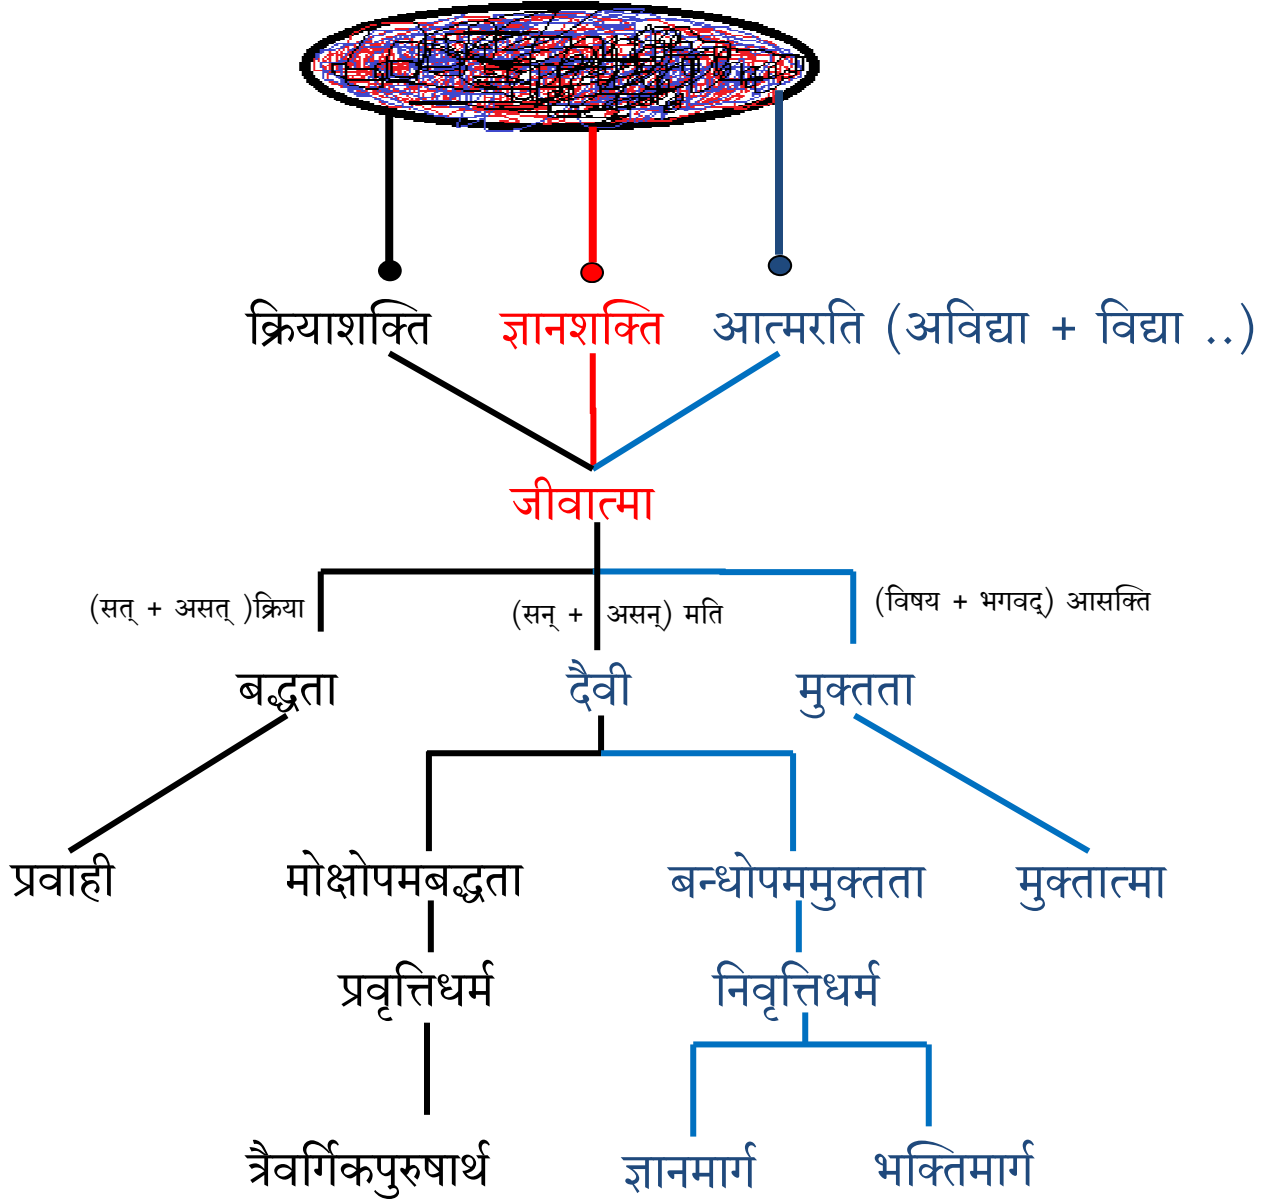 क्रियाशक्ति ज्ञानशक्ति आत्मरति (अविद्या + विद्या ..)
जीवात्मा
(सत् + असत् )क्रिया (सन् + असन्) मति (विषय + भगवद्) आसक्ति
बद्धता दैवी मुक्तता
प्रवाही मोक्षोपमबद्धता बन्धोपममुक्तता मुक्तात्मा
प्रवृत्तिधर्म निवृत्तिधर्म
त्रैवर्गिकपुरुषार्थ ज्ञानमार्ग भक्तिमार्ग